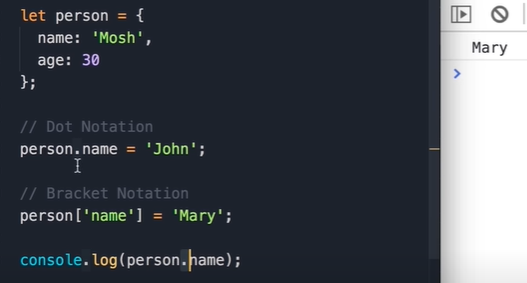 let person = {
  name: 'Mosh',
  age: 30
};
// Dot Notation
person.name = 'John';
// Bracket Notation
person['name'] = 'Mary';
console.log(person.name);
Mary
>